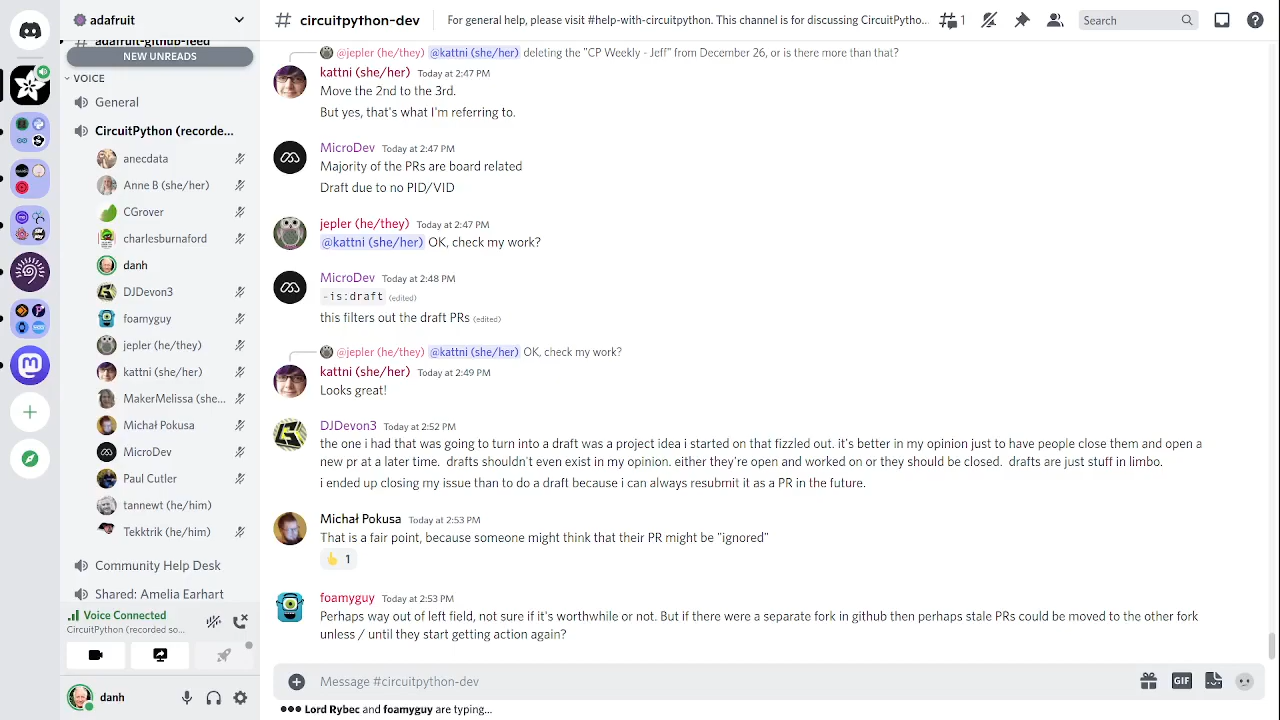 adafruit
adafruit-github-feed
NEW UNREADS
VOICE
General
CircuitPython (recorde...
anecdata
Anne B (she/her)
CGrover
charlesburnaford
danh
DJDevon3
foamyguy
jepler (he/they)
kattni (she/her)
MakerMelissa (she...
Michał Pokusa
MicroDev
Paul Cutler
tannewt (he/him)
Tekktrik (he/him)
Community Help Desk
Shared: Amelia Earhart
Voice Connected
CircuitPython (recorded so...
danh
# circuitpython-dev
For general help, please visit #help-with-circuitpython. This channel is for discussing CircuitPytho...
1
Search
@jepler (he/they) @kattni (she/her) deleting the "CP Weekly - Jeff" from December 26, or is there more than that?
kattni (she/her) Today at 2:47 PM
Move the 2nd to the 3rd.
But yes, that's what I'm referring to.
MicroDev Today at 2:47 PM
Majority of the PRs are board related
Draft due to no PID/VID
jepler (he/they) Today at 2:47 PM
@kattni (she/her) OK, check my work?
MicroDev Today at 2:48 PM
-is:draft (edited)
this filters out the draft PRs (edited)
@jepler (he/they) @kattni (she/her) OK, check my work?
kattni (she/her) Today at 2:49 PM
Looks great!
DJDevon3 Today at 2:52 PM
the one i had that was going to turn into a draft was a project idea i started on that fizzled out. it's better in my opinion just to have people close them and open a
new pr at a later time. drafts shouldn't even exist in my opinion. either they're open and worked on or they should be closed. drafts are just stuff in limbo.
i ended up closing my issue than to do a draft because i can always resubmit it as a PR in the future.
Michał Pokusa Today at 2:53 PM
That is a fair point, because someone might think that their PR might be "ignored"
1
foamyguy Today at 2:53 PM
Perhaps way out of left field, not sure if it's worthwhile or not. But if there were a separate fork in github then perhaps stale PRs could be moved to the other fork
unless / until they start getting action again?
Message #circuitpython-dev
GIF
Lord Rybec and foamyguy are typing...